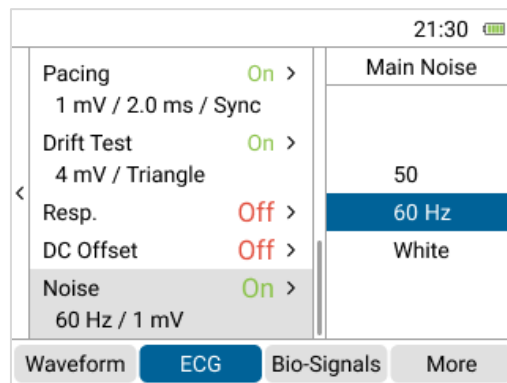 21:30
Pacing On >
1 mV / 2.0 ms / Sync
Drift Test On >
4 mV / Triangle
Resp. Off >
DC Offset Off >
Noise On >
60 Hz / 1 mV
<
Main Noise
50
60 Hz
White
Waveform ECG Bio-Signals More